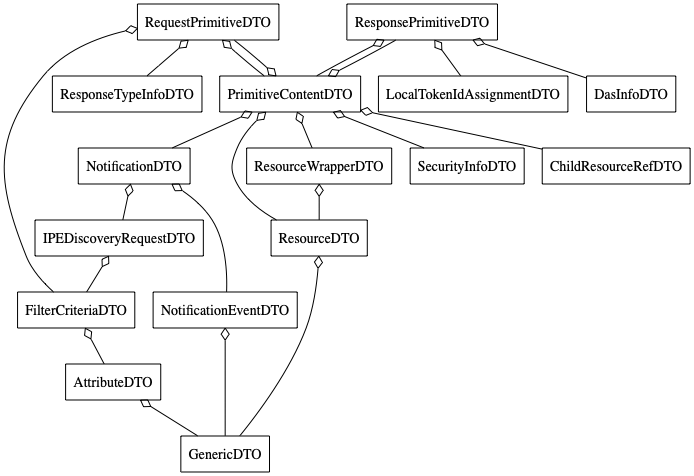 RequestPrimitiveDTO
ResponsePrimitiveDTO
ResponseTypeInfoDTO
PrimitiveContentDTO
LocalTokenIdAssignmentDTO
DasInfoDTO
NotificationDTO
ResourceWrapperDTO
SecurityInfoDTO
ChildResourceRefDTO
IPEDiscoveryRequestDTO
ResourceDTO
FilterCriteriaDTO
NotificationEventDTO
AttributeDTO
GenericDTO